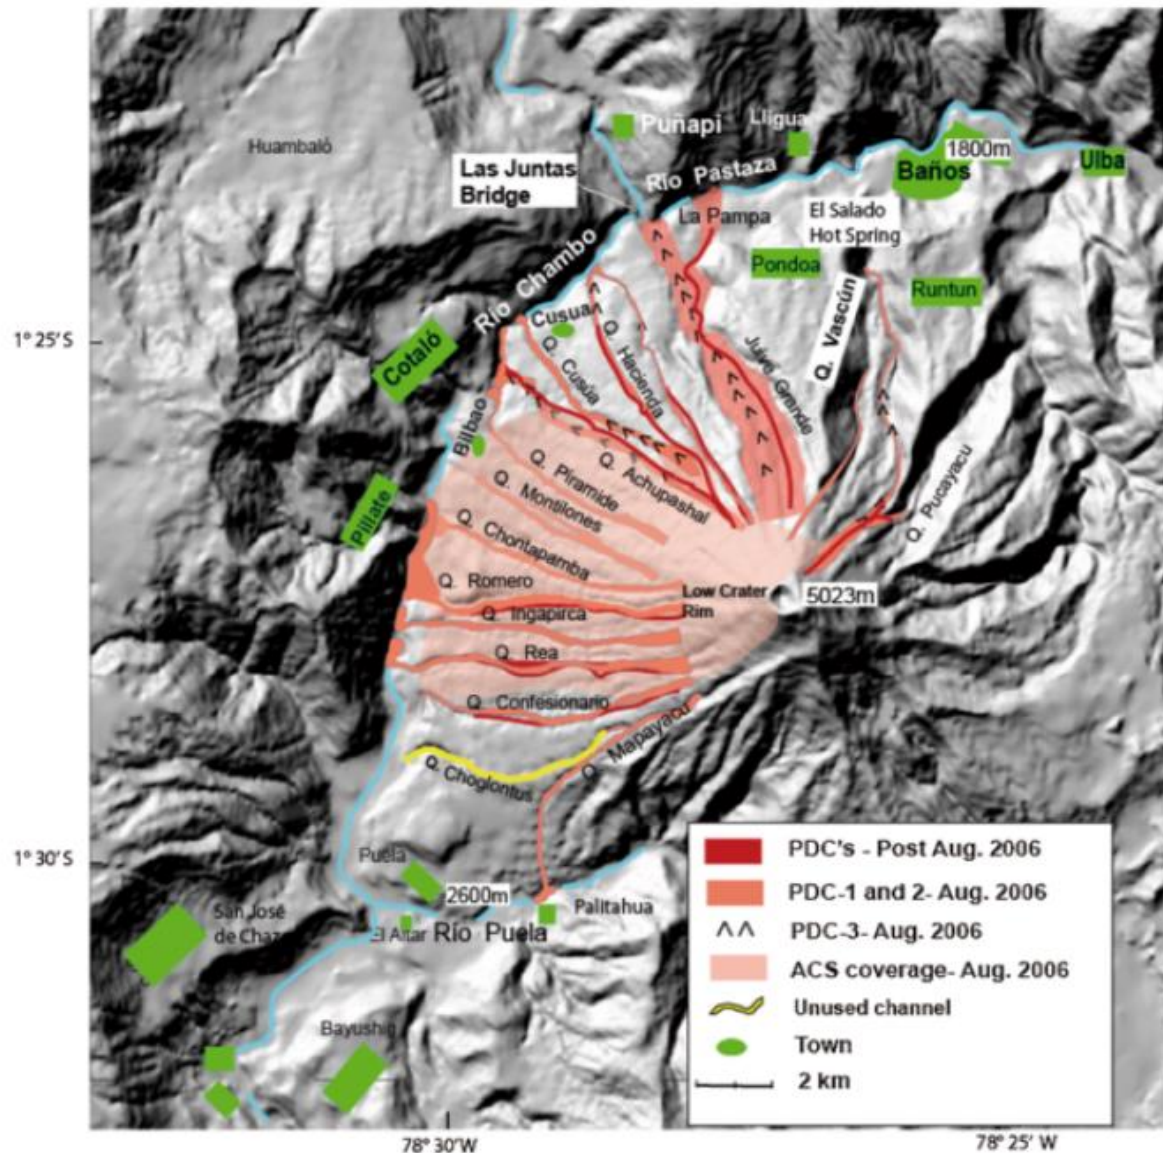 Huambaló
Puñapi
Lligua
Las Juntas
Bridge
Río Pastaza
1800m
Baños
Ulba
La Pampa
El Salado
Hot Spring
Pondoa
Runtun
Río Chambo
Cusua
Q. Vascún
1°25'S
Cotaló
Q. Cusúa
Q. Hacienda
Juive Grande
Bilbao
Q. Achupashal
Q. Piramide
Q. Montilones
Q. Pucayacu
Pillate
Q. Chontapamba
Q. Romero
Low Crater
Rim
5023m
Q. Ingapirca
Q. Rea
Q. Confesionario
Q. Mapayacu
Q. Choglontus
1°30'S
Puela
2600m
Palitahua
San José
de Chaz
El Altar
Río Puela
Bayushig
PDC's - Post Aug. 2006
PDC-1 and 2- Aug. 2006
^ ^ PDC-3- Aug. 2006
ACS coverage- Aug. 2006
Unused channel
Town
2 km
78° 30'W
78° 25' W